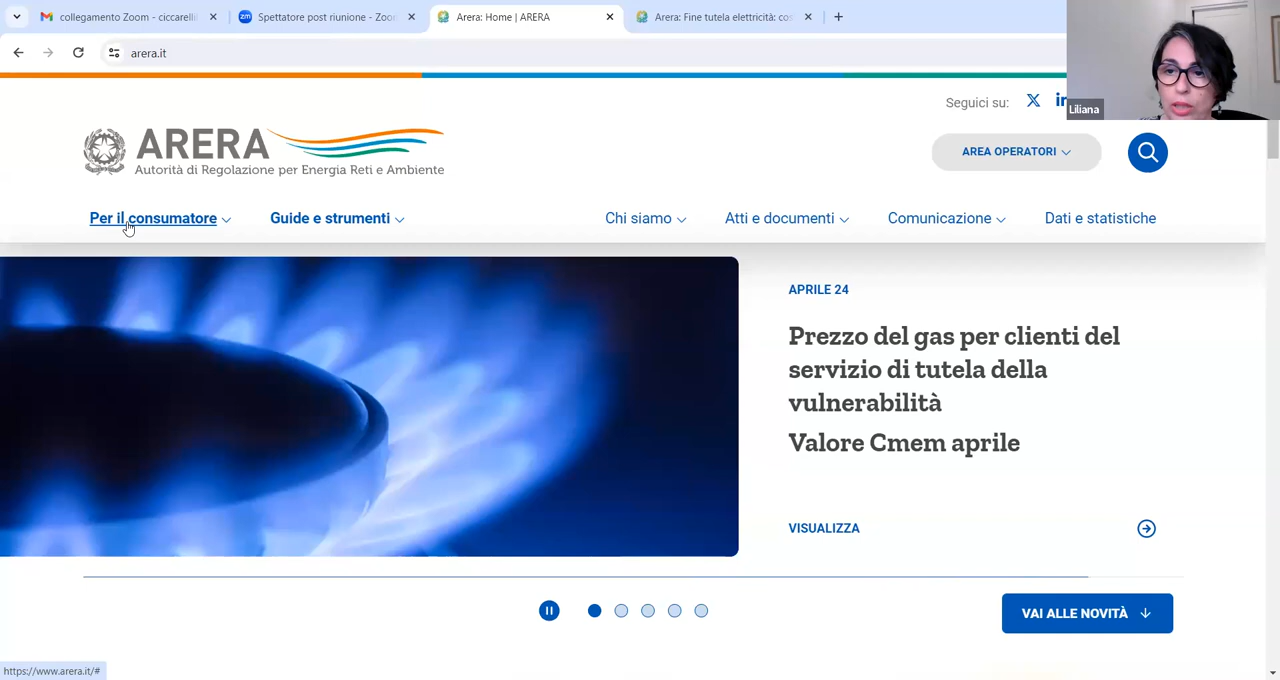 collegamento Zoom - ciccarelli
Spettatore post riunione - Zoo
Arera: Home | ARERA
Arera: Fine tutela elettricità: cos
arera.it
Seguici su:
Liliana
ARERA
Autorità di Regolazione per Energia Reti e Ambiente
AREA OPERATORI
Per il consumatore
Guide e strumenti
Chi siamo
Atti e documenti
Comunicazione
Dati e statistiche
APRILE 24
Prezzo del gas per clienti del
servizio di tutela della
vulnerabilità
Valore Cmem aprile
VISUALIZZA
VAI ALLE NOVITÀ
https://www.arera.it/#